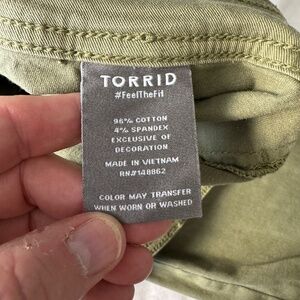 TORRID
#FeelTheFit
96% COTTON
4% SPANDEX
EXCLUSIVE OF
DECORATION
MADE IN VIETNAM
RN#148862
COLOR MAY TRANSFER
WHEN WORN OR WASHED